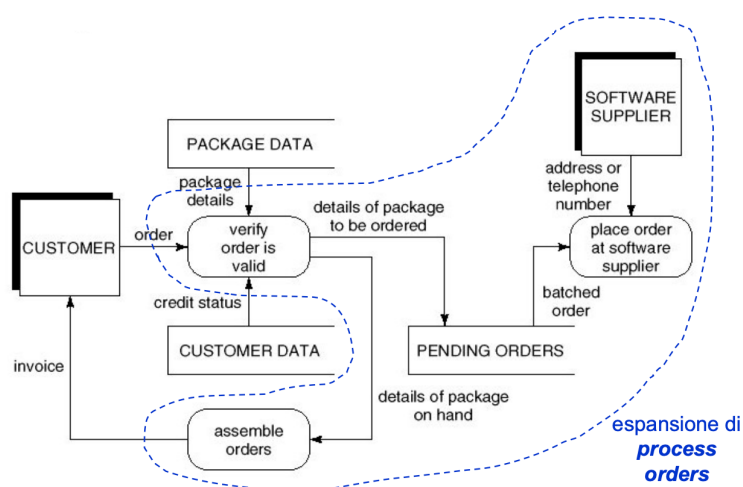 SOFTWARE
SUPPLIER
PACKAGE DATA
address or
telephone
number
package
details
details of package
to be ordered
CUSTOMER
order
verify
order is
valid
place order
at software
supplier
credit status
batched
order
CUSTOMER DATA
PENDING ORDERS
invoice
details of package
on hand
assemble
orders
espansione di
process
orders